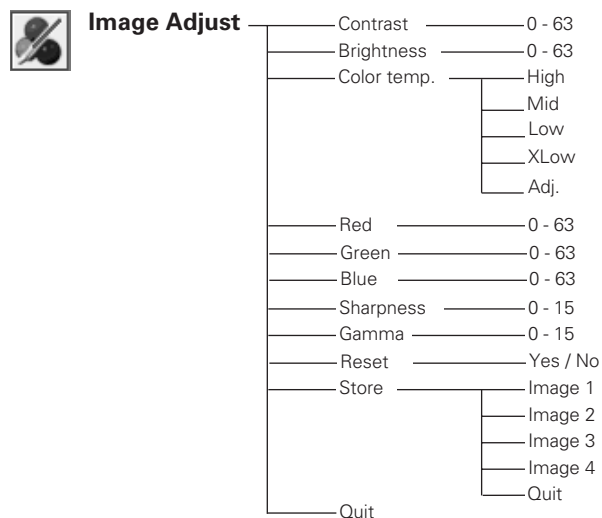 Image Adjust Contrast 0 - 63
Brightness 0 - 63
Color temp. High
Mid
Low
XLow
Adj.
Red 0 - 63
Green 0 - 63
Blue 0 - 63
Sharpness 0 - 15
Gamma 0 - 15
Reset Yes / No
Store Image 1
Image 2
Image 3
Image 4
Quit
Quit